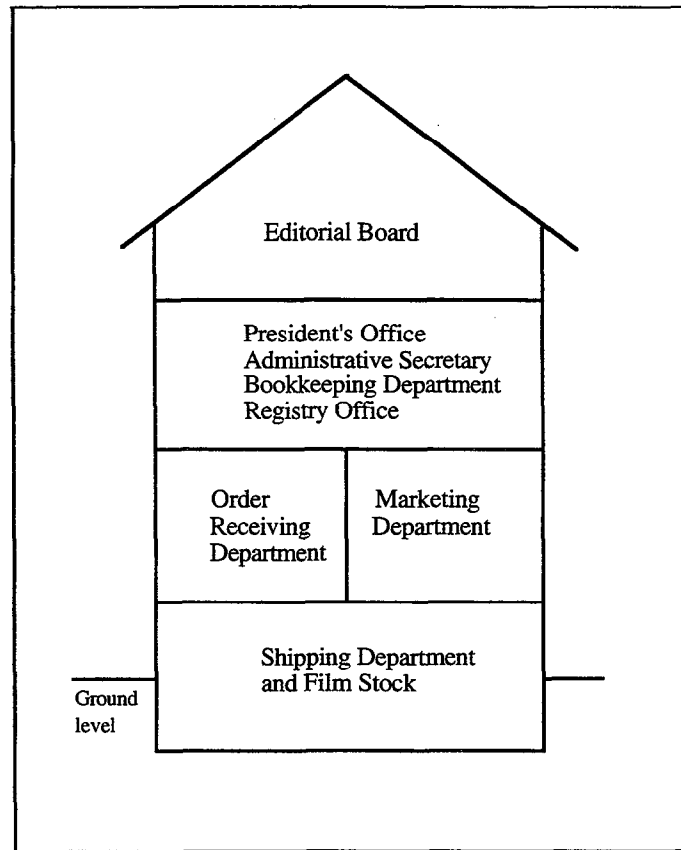 Editorial Board
President's Office
Administrative Secretary
Bookkeeping Department
Registry Office
Order
Receiving
Department
Marketing
Department
Shipping Department
and Film Stock
Ground
level